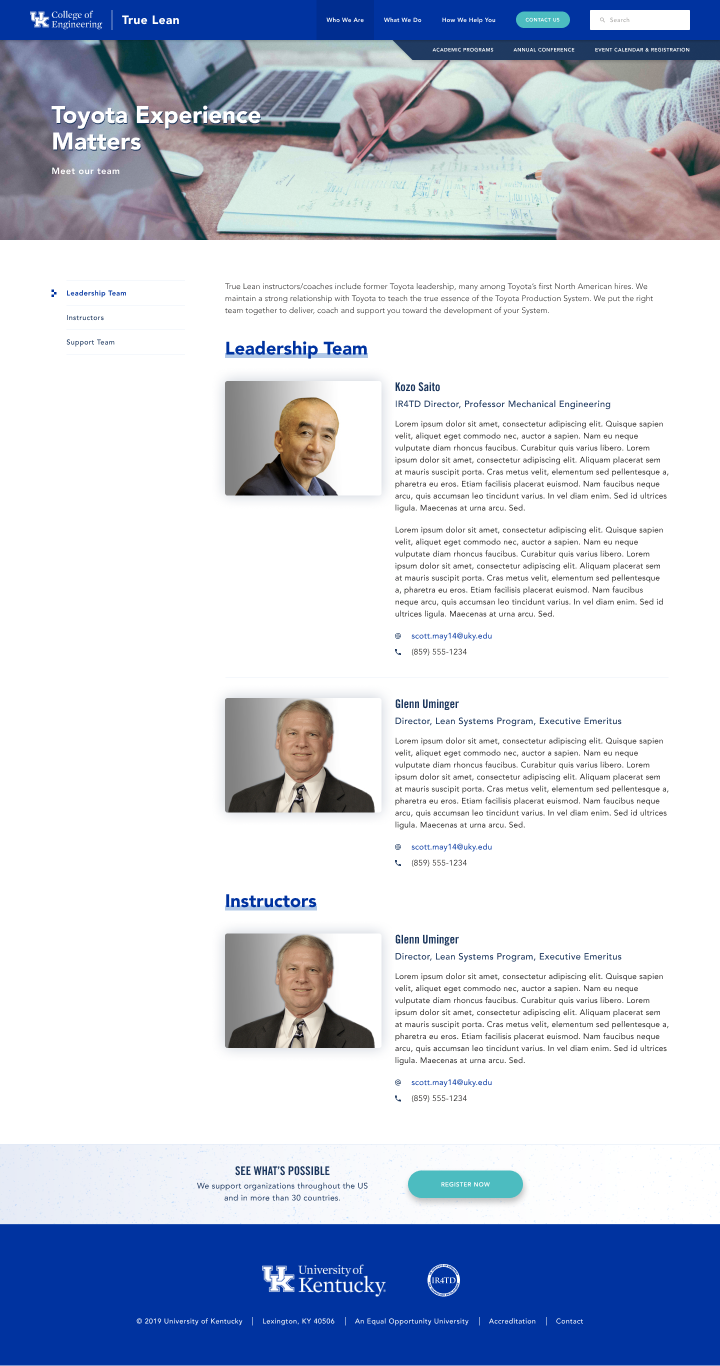 UK College of
Engineering
True Lean
Who We Are
What We Do
How We Help You
CONTACT US
Search
ACADEMIC PROGRAMS
ANNUAL CONFERENCE
EVENT CALENDAR & REGISTRATION
Toyota Experience
Matters
Meet our team
Leadership Team
Instructors
Support Team
True Lean instructors/coaches include former Toyota leadership, many among Toyota's first North American hires. We
maintain a strong relationship with Toyota to teach the true essence of the Toyota Production System. We put the right
team together to deliver, coach and support you toward the development of your System.
Leadership Team
Kozo Saito
IR4TD Director, Professor Mechanical Engineering
Lorem ipsum dolor sit amet, consectetur adipiscing elit. Quisque sapien
velit, aliquet eget commodo nec, auctor a sapien. Nam eu neque
vulputate diam rhoncus faucibus. Curabitur quis varius libero. Lorem
ipsum dolor sit amet, consectetur adipiscing elit. Aliquam placerat sem
at mauris suscipit porta. Cras metus velit, elementum sed pellentesque a,
pharetra eu eros. Etiam facilisis placerat euismod. Nam faucibus neque
arcu, quis accumsan leo tincidunt varius. In vel diam enim. Sed id ultrices
ligula. Maecenas at urna arcu. Sed.
Lorem ipsum dolor sit amet, consectetur adipiscing elit. Quisque sapien
velit, aliquet eget commodo nec, auctor a sapien. Nam eu neque
vulputate diam rhoncus faucibus. Curabitur quis varius libero. Lorem
ipsum dolor sit amet, consectetur adipiscing elit. Aliquam placerat sem
at mauris suscipit porta. Cras metus velit, elementum sed pellentesque
a, pharetra eu eros. Etiam facilisis placerat euismod. Nam faucibus
neque arcu, quis accumsan leo tincidunt varius. In vel diam enim. Sed id
ultrices ligula. Maecenas at urna arcu. Sed.
scott.may14@uky.edu
(859) 555-1234
Glenn Uminger
Director, Lean Systems Program, Executive Emeritus
Lorem ipsum dolor sit amet, consectetur adipiscing elit. Quisque sapien
velit, aliquet eget commodo nec, auctor a sapien. Nam eu neque
vulputate diam rhoncus faucibus. Curabitur quis varius libero. Lorem
ipsum dolor sit amet, consectetur adipiscing elit. Aliquam placerat sem
at mauris suscipit porta. Cras metus velit, elementum sed pellentesque a,
pharetra eu eros. Etiam facilisis placerat euismod. Nam faucibus neque
arcu, quis accumsan leo tincidunt varius. In vel diam enim. Sed id ultrices
ligula. Maecenas at urna arcu. Sed.
scott.may14@uky.edu
(859) 555-1234
Instructors
Glenn Uminger
Director, Lean Systems Program, Executive Emeritus
Lorem ipsum dolor sit amet, consectetur adipiscing elit. Quisque sapien
velit, aliquet eget commodo nec, auctor a sapien. Nam eu neque
vulputate diam rhoncus faucibus. Curabitur quis varius libero. Lorem
ipsum dolor sit amet, consectetur adipiscing elit. Aliquam placerat sem
at mauris suscipit porta. Cras metus velit, elementum sed pellentesque a,
pharetra eu eros. Etiam facilisis placerat euismod. Nam faucibus neque
arcu, quis accumsan leo tincidunt varius. In vel diam enim. Sed id ultrices
ligula. Maecenas at urna arcu. Sed.
scott.may14@uky.edu
(859) 555-1234
SEE WHAT'S POSSIBLE
We support organizations throughout the US
and in more than 30 countries.
REGISTER NOW
UK University of
Kentucky.
IR4TD
© 2019 University of Kentucky
Lexington, KY 40506
An Equal Opportunity University
Accreditation
Contact